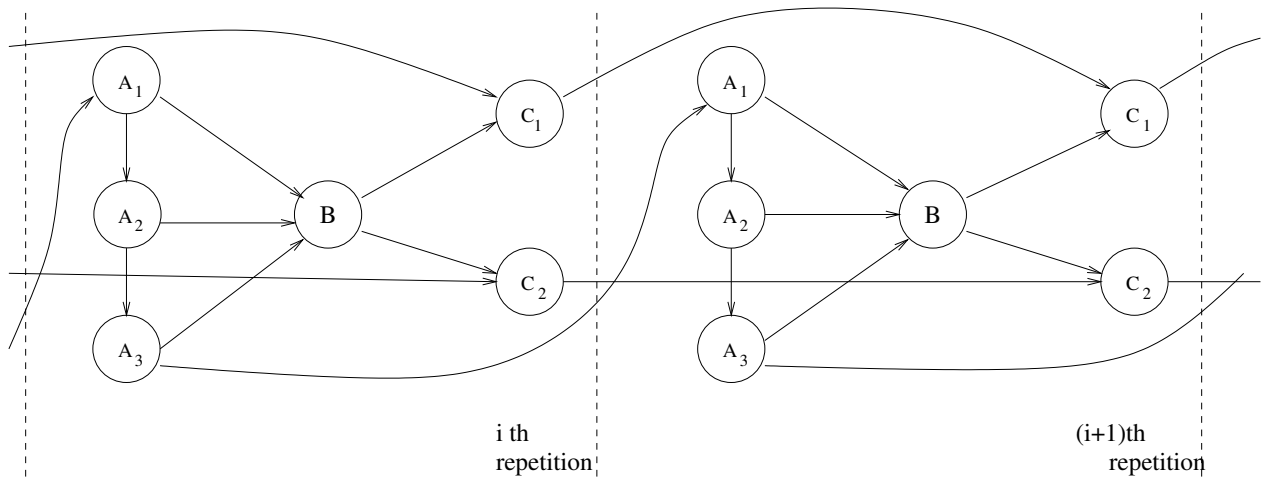 A1
A1
C1
C1
A2
B
A2
B
C2
C2
A3
A3
i th
repetition
(i+1)th
repetition